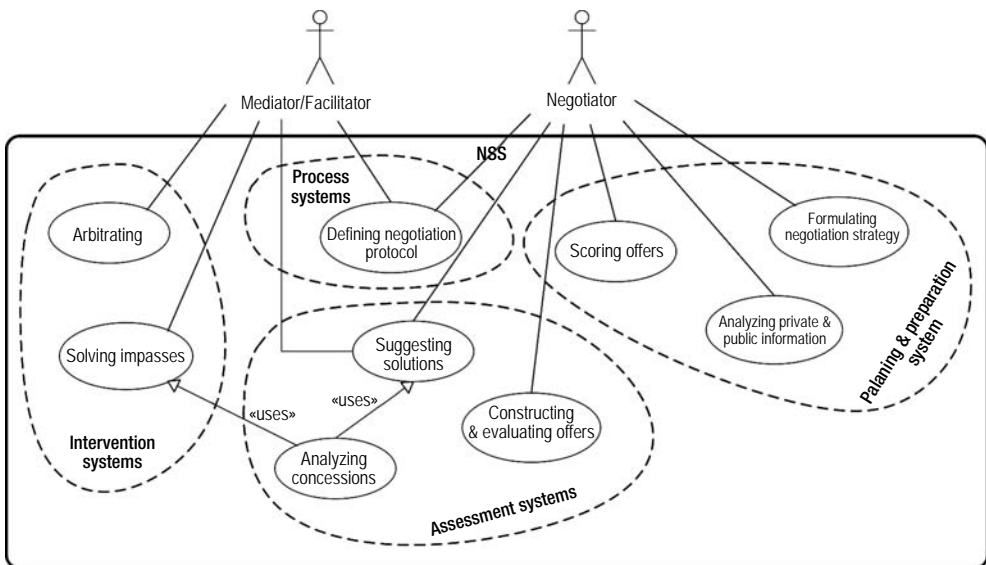 Mediator/Facilitator
Negotiator
NSS
Process
systems
Arbitrating
Defining negotiation
protocol
Scoring offers
Formulating
negotiation strategy
Analyzing private &
public information
Palaning & preparation
system
Solving impasses
Suggesting
solutions
«uses»
«uses»
Constructing
& evaluating offers
Intervention
systems
Analyzing
concessions
Assessment systems